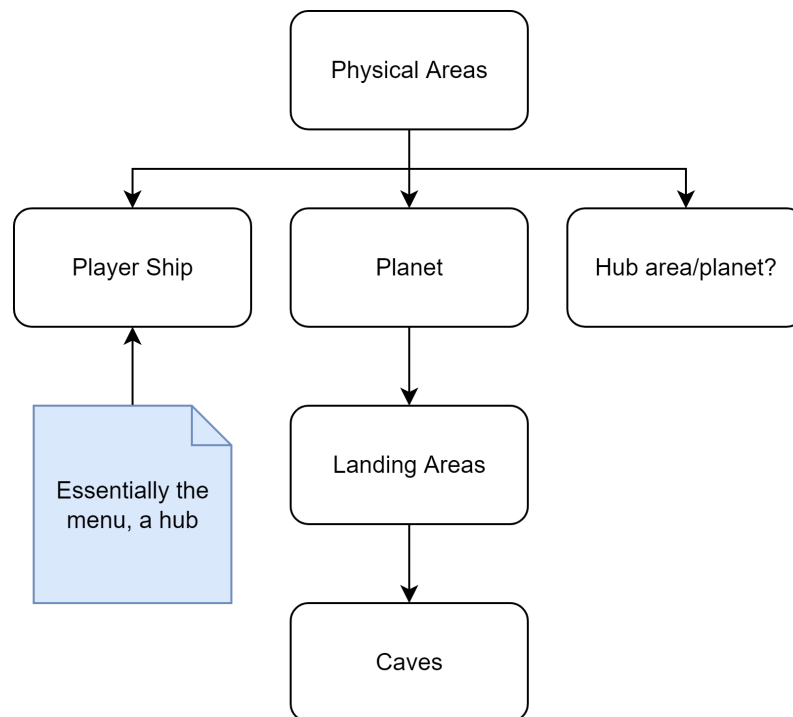 Physical Areas
Player Ship
Planet
Hub area/planet?
Landing Areas
Essentially the
menu, a hub
Caves